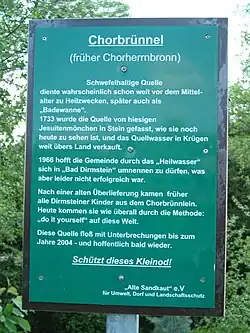 Chorbrünnel
(früher Chorhermbronn)
Schwefelhaltige Quelle
diente wahrscheinlich schon weit vor dem Mittel-
alter zu Heilzwecken, später auch als
„Badewanne".
1733 wurde die Quelle von hiesigen
Jesuitenmönchen in Stein gefasst, wie sie noch
heute zu sehen ist, und das Quellwasser in Krügen
weit übers Land verkauft.
1966 hofft die Gemeinde durch das „Heilwasser"
sich in „Bad Dirmstein" umnennen zu dürfen, was
aber leider nicht erfolgreich war.
Nach einer alten Überlieferung kamen früher
alle Dirmsteiner Kinder aus dem Chorbrünnlein.
Heute kommen sie wie überall durch die Methode:
„do it yourself" auf diese Welt.
Diese Quelle floß mit Unterbrechungen bis zum
Jahre 2004 - und hoffentlich bald wieder.
Schützt dieses Kleinod!
„Alte Sandkaut" e.V
für Umwelt, Dorf und Landschaftsschutz